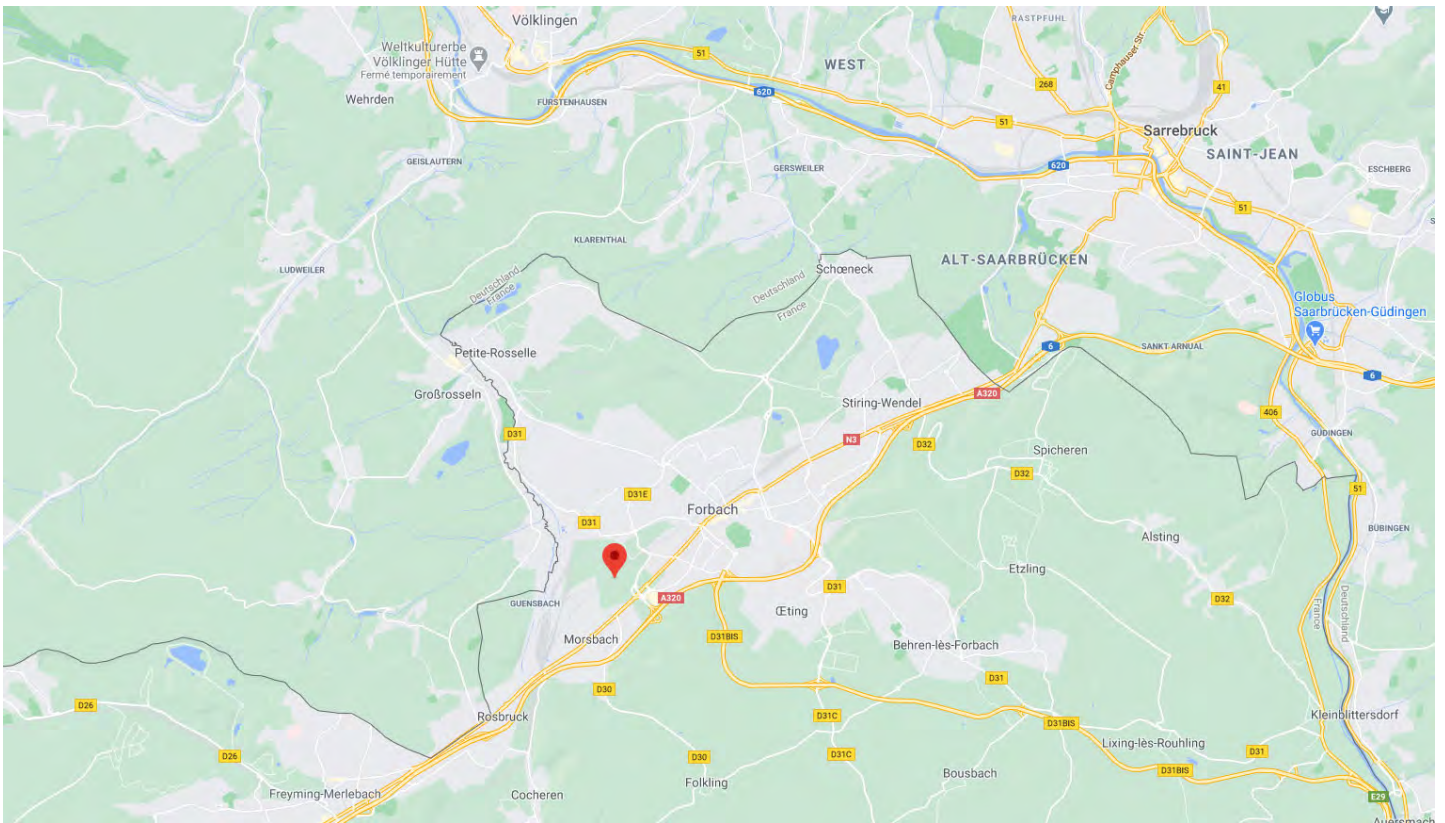 Völklingen
RASTPFUHL
Weltkulturerbe
Völklinger Hütte
Fermé temporairement
51
WEST
Camphauser Str.
268
41
Wehrden
FÜRSTENHAUSEN
620
51
Sarrebruck
SAINT-JEAN
GEISLAUTERN
GERSWEILER
620
ESCHBERG
51
KLARENTHAL
LUDWEILER
Deutschland
France
Schœneck
Deutschland
France
ALT-SAARBRÜCKEN
Globus
Saarbrücken-Güdingen
Petite-Rosselle
6
SANKT ARNUAL
6
Großrosseln
A320
Stiring-Wendel
406
D31
N3
D32
GÜDINGEN
Spicheren
D32
51
D31E
Forbach
D31
BÜBINGEN
Alsting
Etzling
D31
A320
GUENSBACH
Œting
D32
France
Deutschland
Morsbach
D31BIS
Behren-lès-Forbach
D30
D31
D26
Rosbruck
D31C
D31BIS
Kleinblittersdorf
Lixing-lès-Rouhling
D31
D26
D30
D31C
D31BIS
Bousbach
Folkling
Freyming-Merlebach
Cocheren
E29